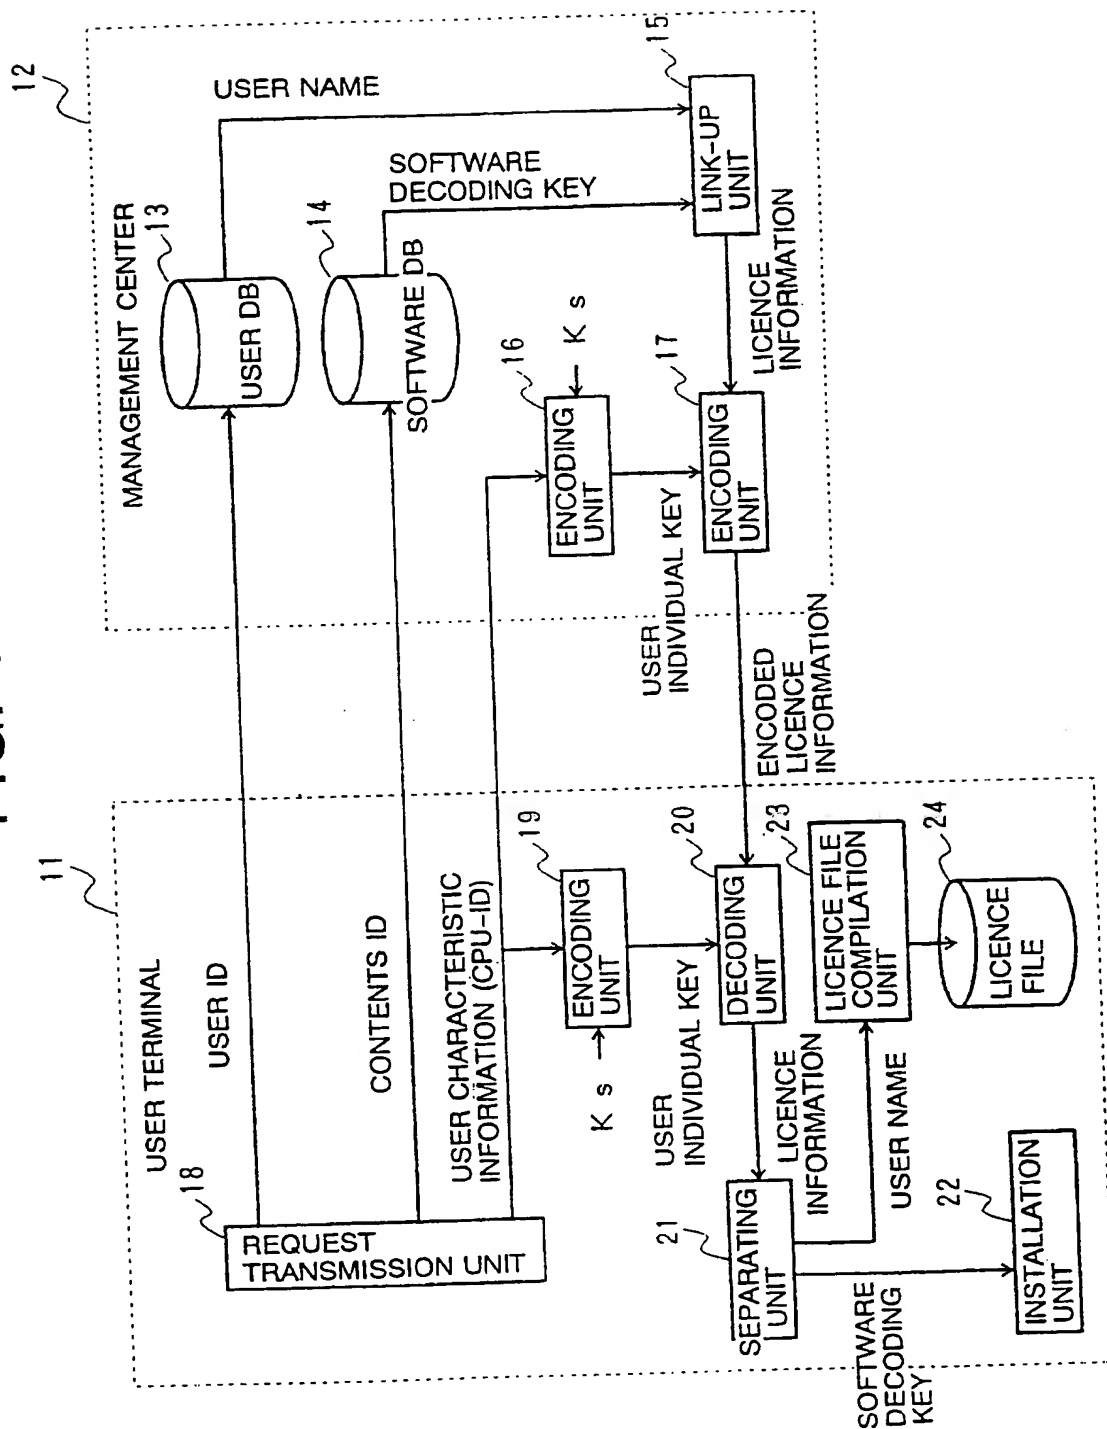 11
12
USER TERMINAL
MANAGEMENT CENTER
18
REQUEST
TRANSMISSION UNIT
USER ID
13
USER DB
USER NAME
CONTENTS ID
14
SOFTWARE DB
SOFTWARE
DECODING KEY
USER CHARACTERISTIC
INFORMATION (CPU-ID)
19
K s
ENCODING
UNIT
16
ENCODING
UNIT
K s
15
LINK-UP
UNIT
USER
INDIVIDUAL KEY
USER
INDIVIDUAL KEY
21
SEPARATING
UNIT
LICENCE
INFORMATION
20
DECODING
UNIT
ENCODED
LICENCE
INFORMATION
17
ENCODING
UNIT
LICENCE
INFORMATION
SOFTWARE
DECODING
KEY
USER NAME
23
LICENCE FILE
COMPILATION
UNIT
22
INSTALLATION
UNIT
24
LICENCE
FILE